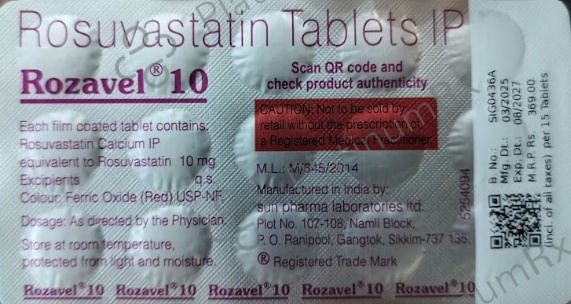 Rosuvastatin Tablets IP
Rozavel® 10
Scan QR code and
check product authenticity
CAUTION: Not to be sold by
retail without the prescription of
a Registered Medical Practitioner.
Each film coated tablet contains:
Rosuvastatin Calcium IP
equivalent to Rosuvastatin 10 mg
Excipients q.s.
Colour: Ferric Oxide (Red) USP-NF
Dosage: As directed by the Physician.
Store at room temperature,
protected from light and moisture.
M.L.: M/645/2014
Manufactured in India by:
sun pharma laboratories ltd.
Plot No. 107-108, Namli Block,
P. O. Ranipool, Gangtok, Sikkim-737 135.
® Registered Trade Mark
5254094
B. No.: SIG0436A
Mfg. Dt.: 03/2025
Exp. Dt.: 08/2027
M.R.P. Rs. 369.00
(Incl. of all taxes) per 15 Tablets
Rozavel® 10 Rozavel® 10 Rozavel® 10 Rozavel® 10 Rozavel® 10